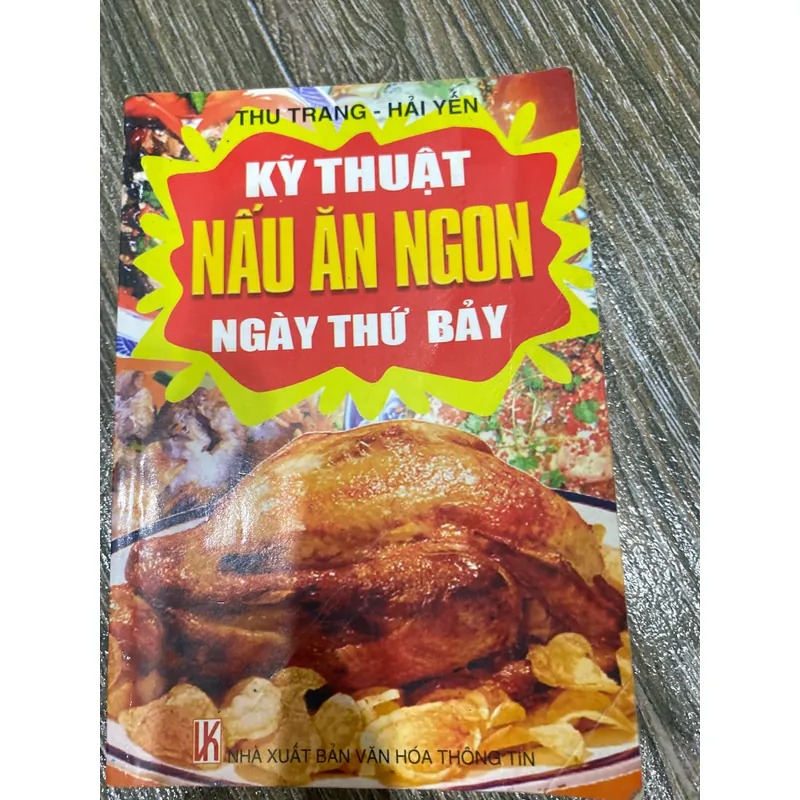 THU TRANG - HẢI YẾN
KỸ THUẬT
NẤU ĂN NGON
NGÀY THỨ BẢY
VK
NHÀ XUẤT BẢN VĂN HÓA THÔNG TIN